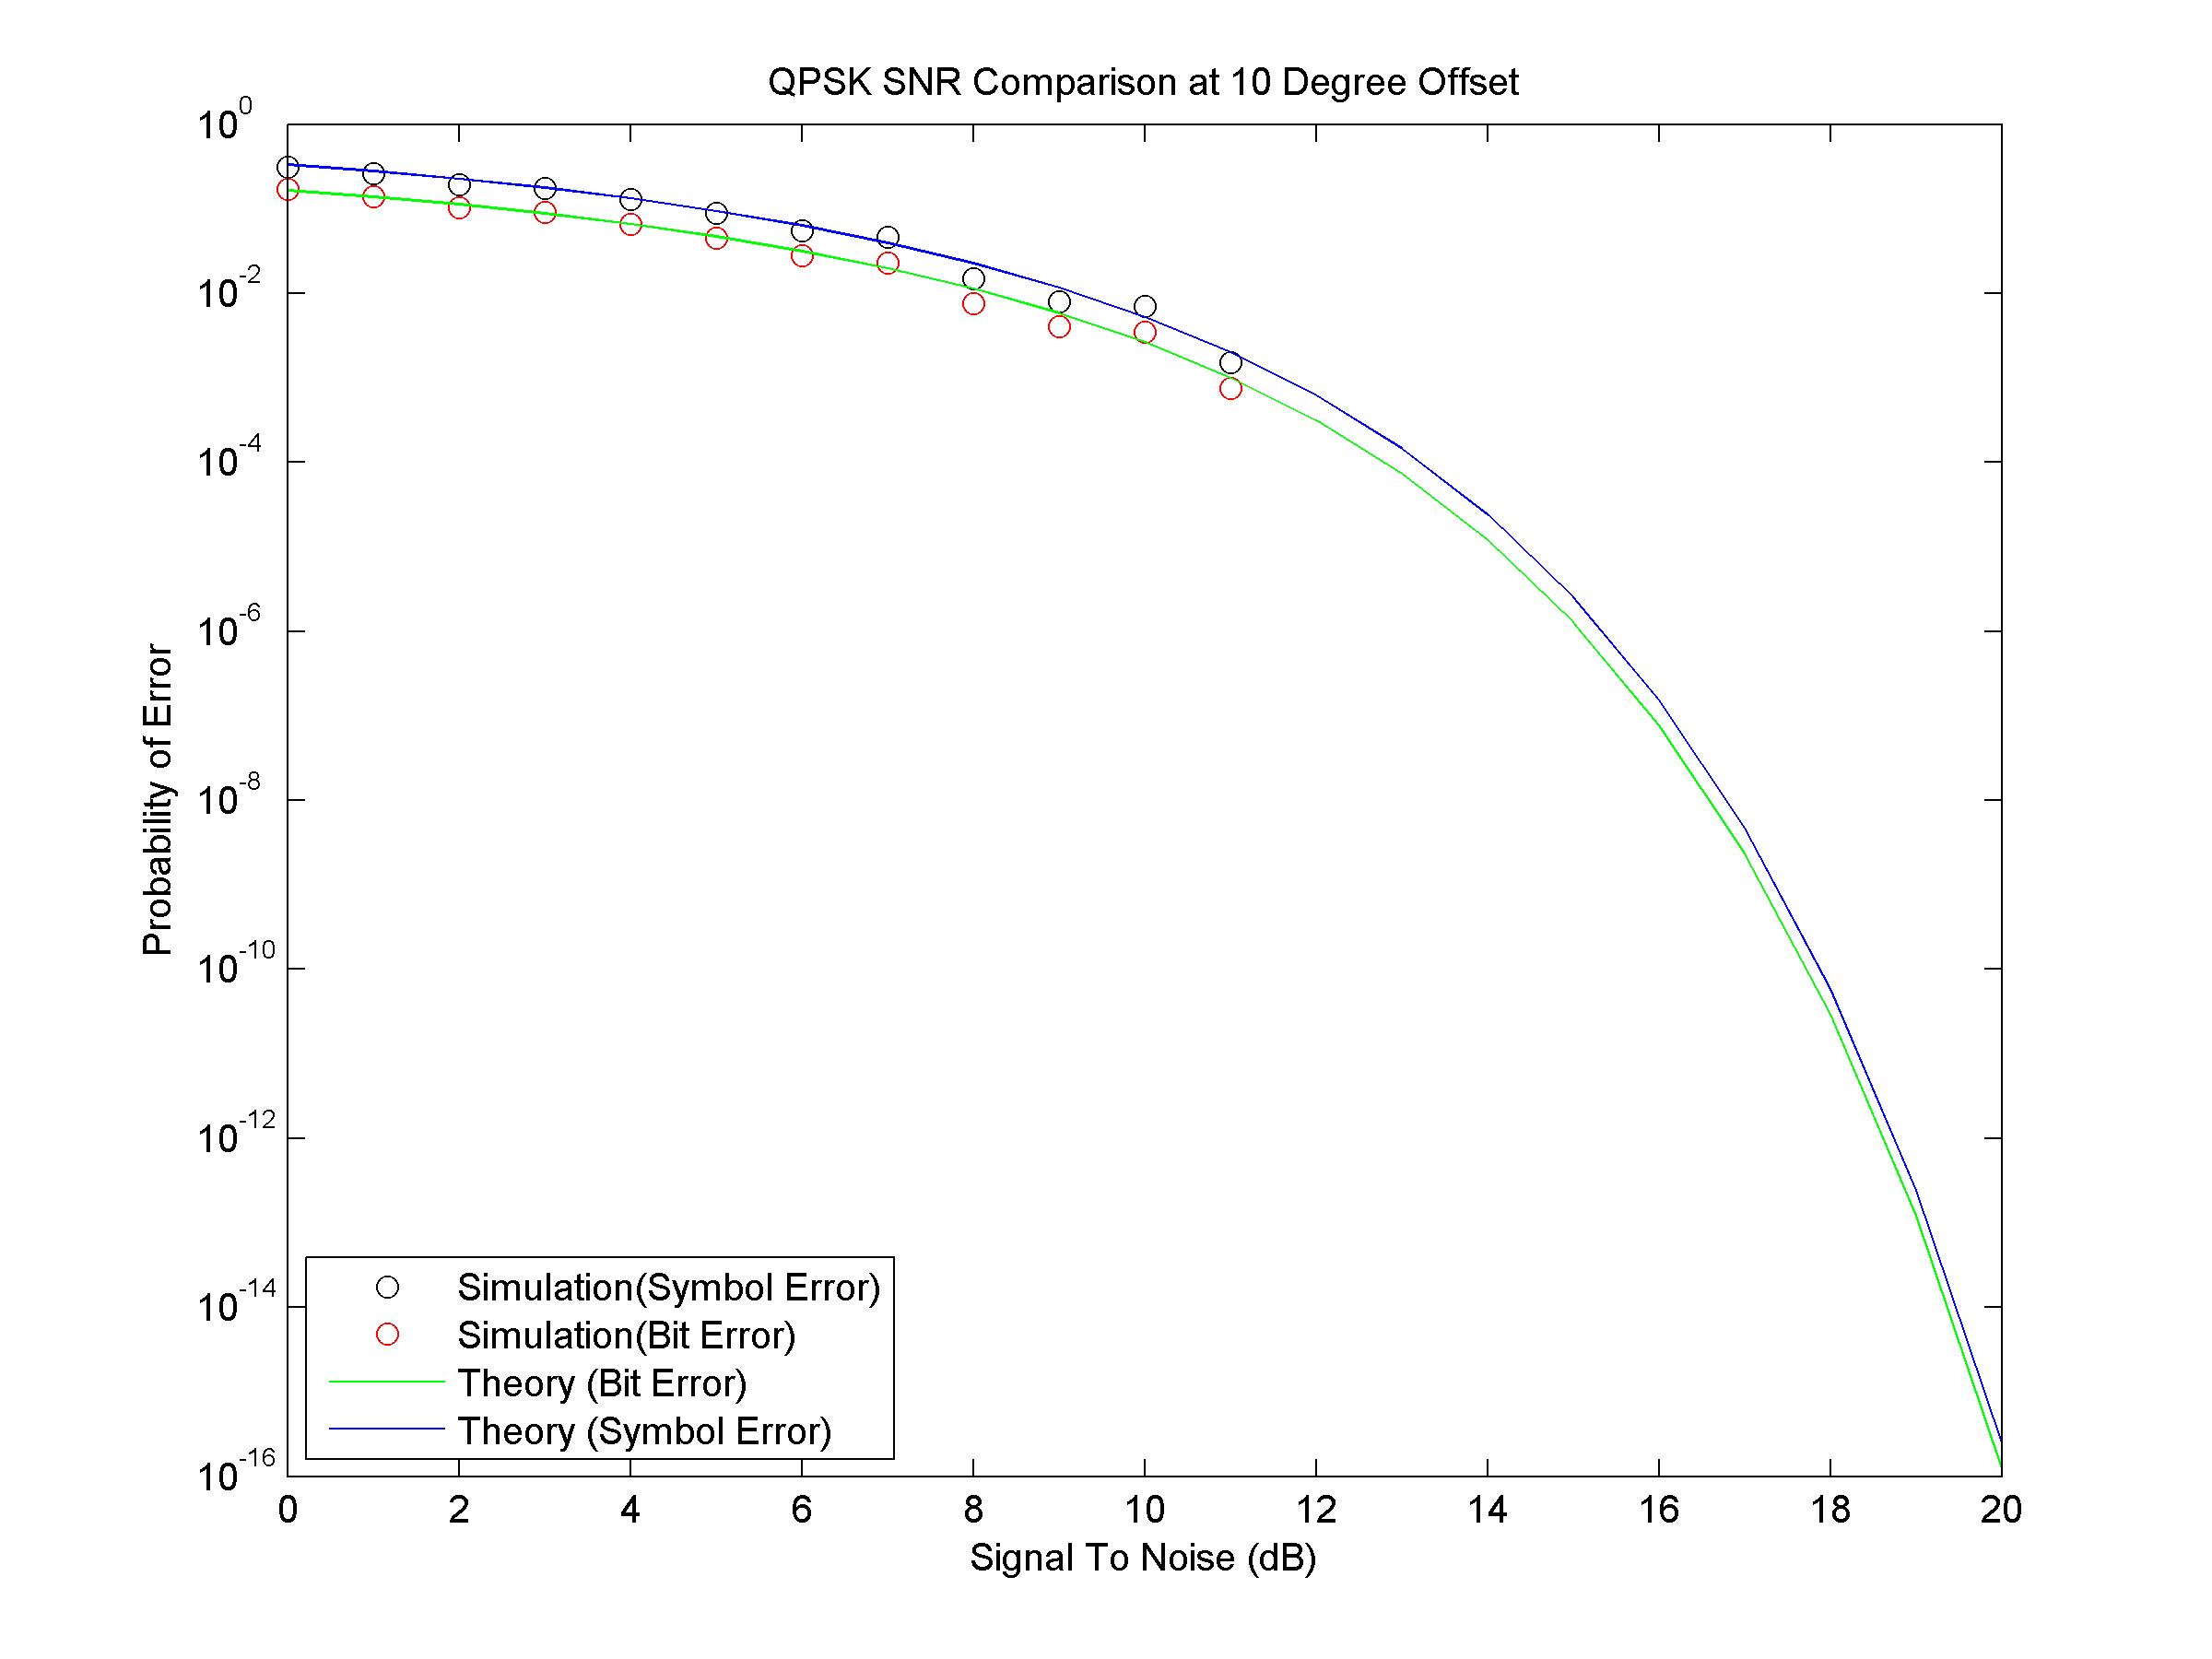 QPSK SNR Comparison at 10 Degree Offset
10^0
10^-2
10^-4
10^-6
10^-8
10^-10
10^-12
10^-14
10^-16
Probability of Error
Simulation(Symbol Error)
Simulation(Bit Error)
Theory (Bit Error)
Theory (Symbol Error)
0 2 4 6 8 10 12 14 16 18 20
Signal To Noise (dB)